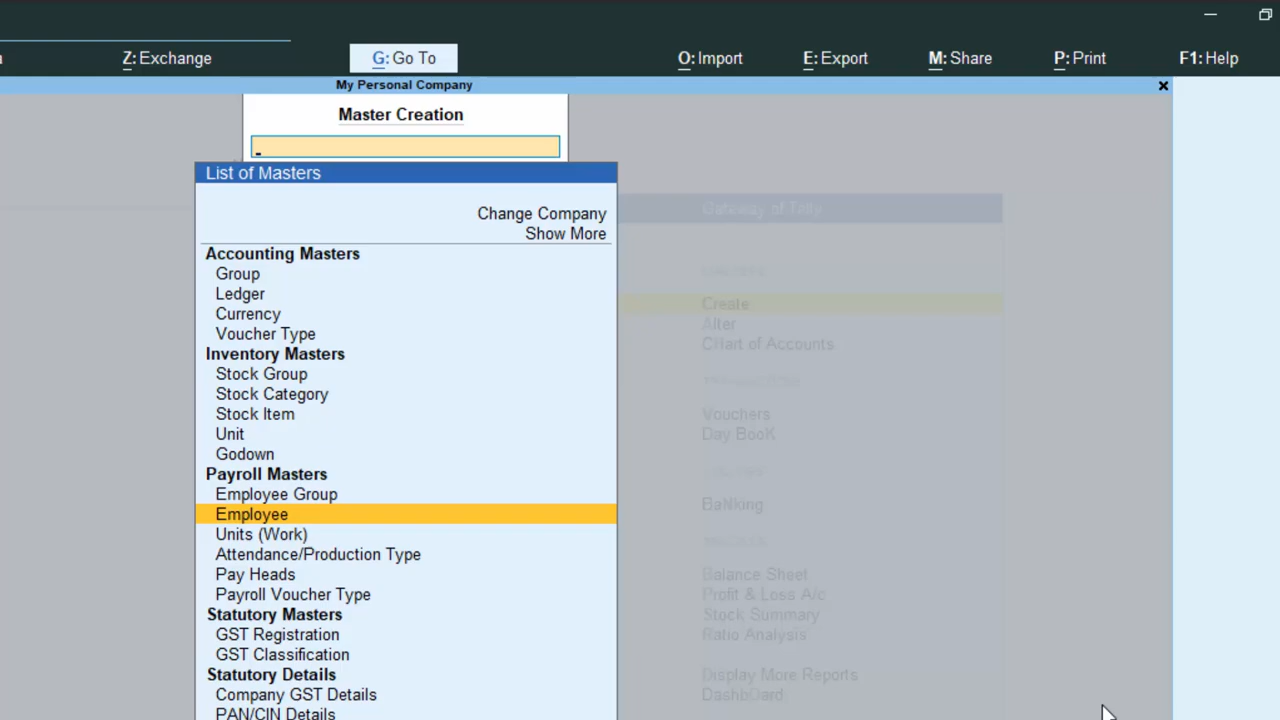 Z: Exchange
G: Go To
O: Import
E: Export
M: Share
P: Print
F1: Help
My Personal Company
Master Creation
List of Masters
Change Company
Show More
Accounting Masters
Group
Ledger
Currency
Voucher Type
Inventory Masters
Stock Group
Stock Category
Stock Item
Unit
Godown
Payroll Masters
Employee Group
Employee
Units (Work)
Attendance/Production Type
Pay Heads
Payroll Voucher Type
Statutory Masters
GST Registration
GST Classification
Statutory Details
Company GST Details
PAN/CIN Details
Gateway of Tally
Create
Alter
CHart of Accounts
Vouchers
Day BooK
BaNking
Balance Sheet
Profit & Loss A/c
Stock Summary
Ratio Analysis
Display More Reports
DashbOard